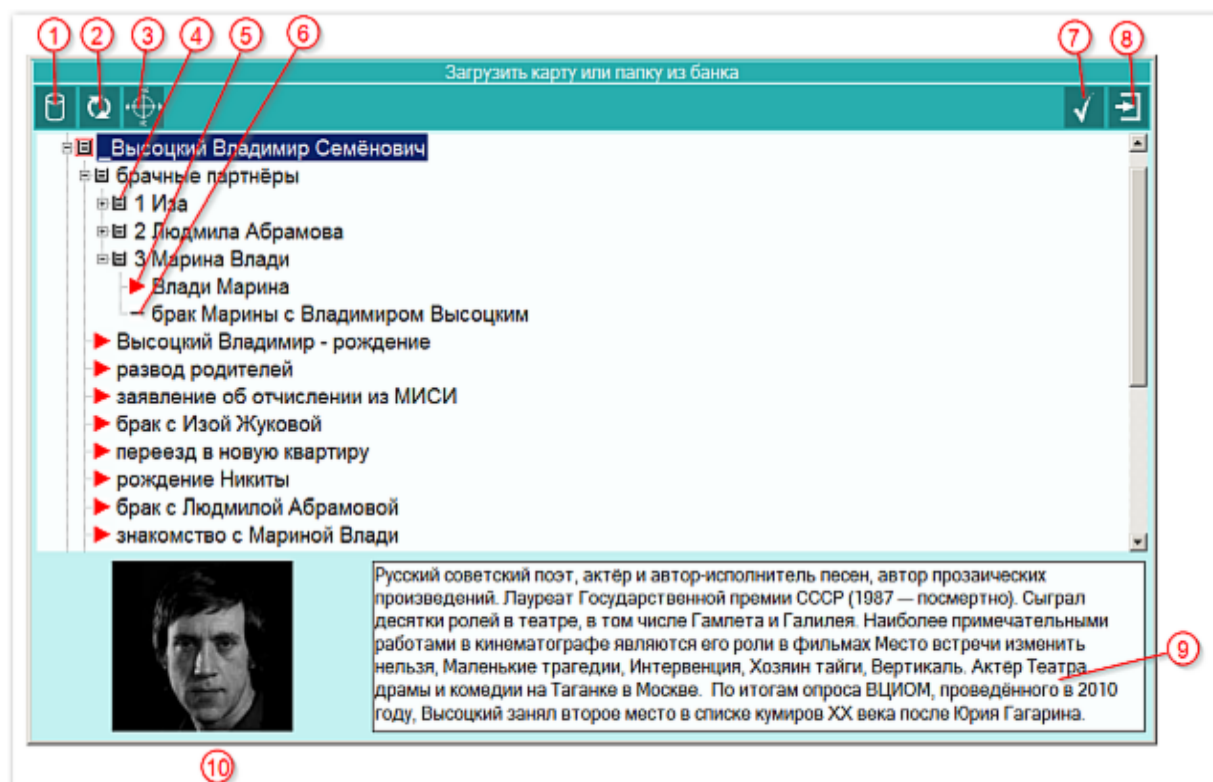 1 2 3 4 5 6 7 8
Загрузить карту или папку из банка
_Высоцкий Владимир Семёнович
брачные партнёры
1 Иза
2 Людмила Абрамова
3 Марина Влади
Влади Марина
брак Марины с Владимиром Высоцким
Высоцкий Владимир - рождение
развод родителей
заявление об отчислении из МИСИ
брак с Изой Жуковой
переезд в новую квартиру
рождение Никиты
брак с Людмилой Абрамовой
знакомство с Мариной Влади
Русский советский поэт, актёр и автор-исполнитель песен, автор прозаических
произведений. Лауреат Государственной премии СССР (1987 — посмертно). Сыграл
десятки ролей в театре, в том числе Гамлета и Галилея. Наиболее примечательными
работами в кинематографе являются его роли в фильмах Место встречи изменить
нельзя, Маленькие трагедии, Интервенция, Хозяин тайги, Вертикаль. Актёр Театра
драмы и комедии на Таганке в Москве. По итогам опроса ВЦИОМ, проведённого в 2010
году, Высоцкий занял второе место в списке кумиров XX века после Юрия Гагарина.
9
10